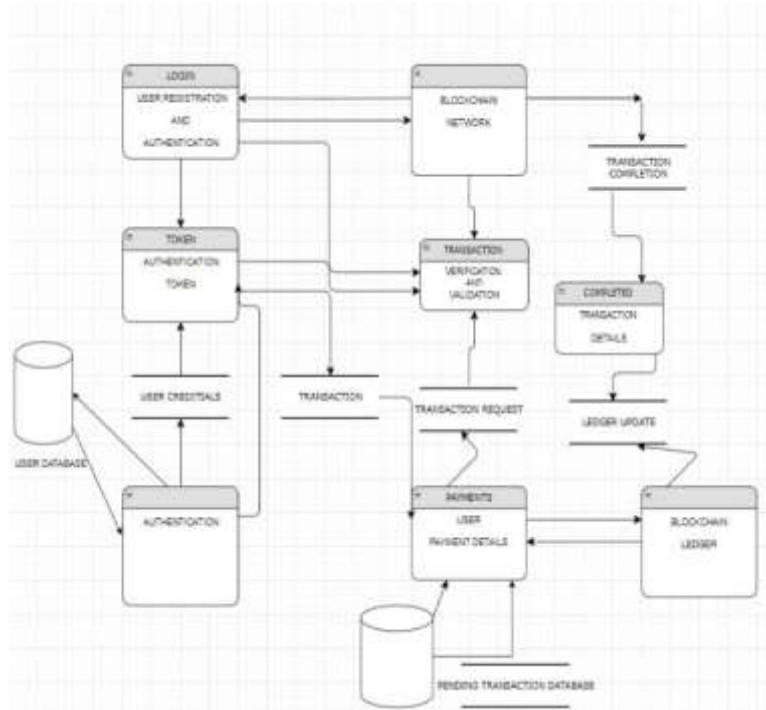 LOGIN
USER REGISTRATION
AND
AUTHENTICATION
BLOCKCHAIN
NETWORK
TRANSACTION
COMPLETION
TOKEN
AUTHENTICATION
TOKEN
TRANSACTION
VERIFICATION
AND
VALIDATION
COMPLETED
TRANSACTION
DETAILS
USER CREDITIALS
TRANSACTION
TRANSACTION REQUEST
LEDGER UPDATE
USER DATABASE
AUTHENTICATION
PAYMENTS
USER
PAYMENT DETAILS
BLOCKCHAIN
LEDGER
PENDING TRANSACTION DATABASE